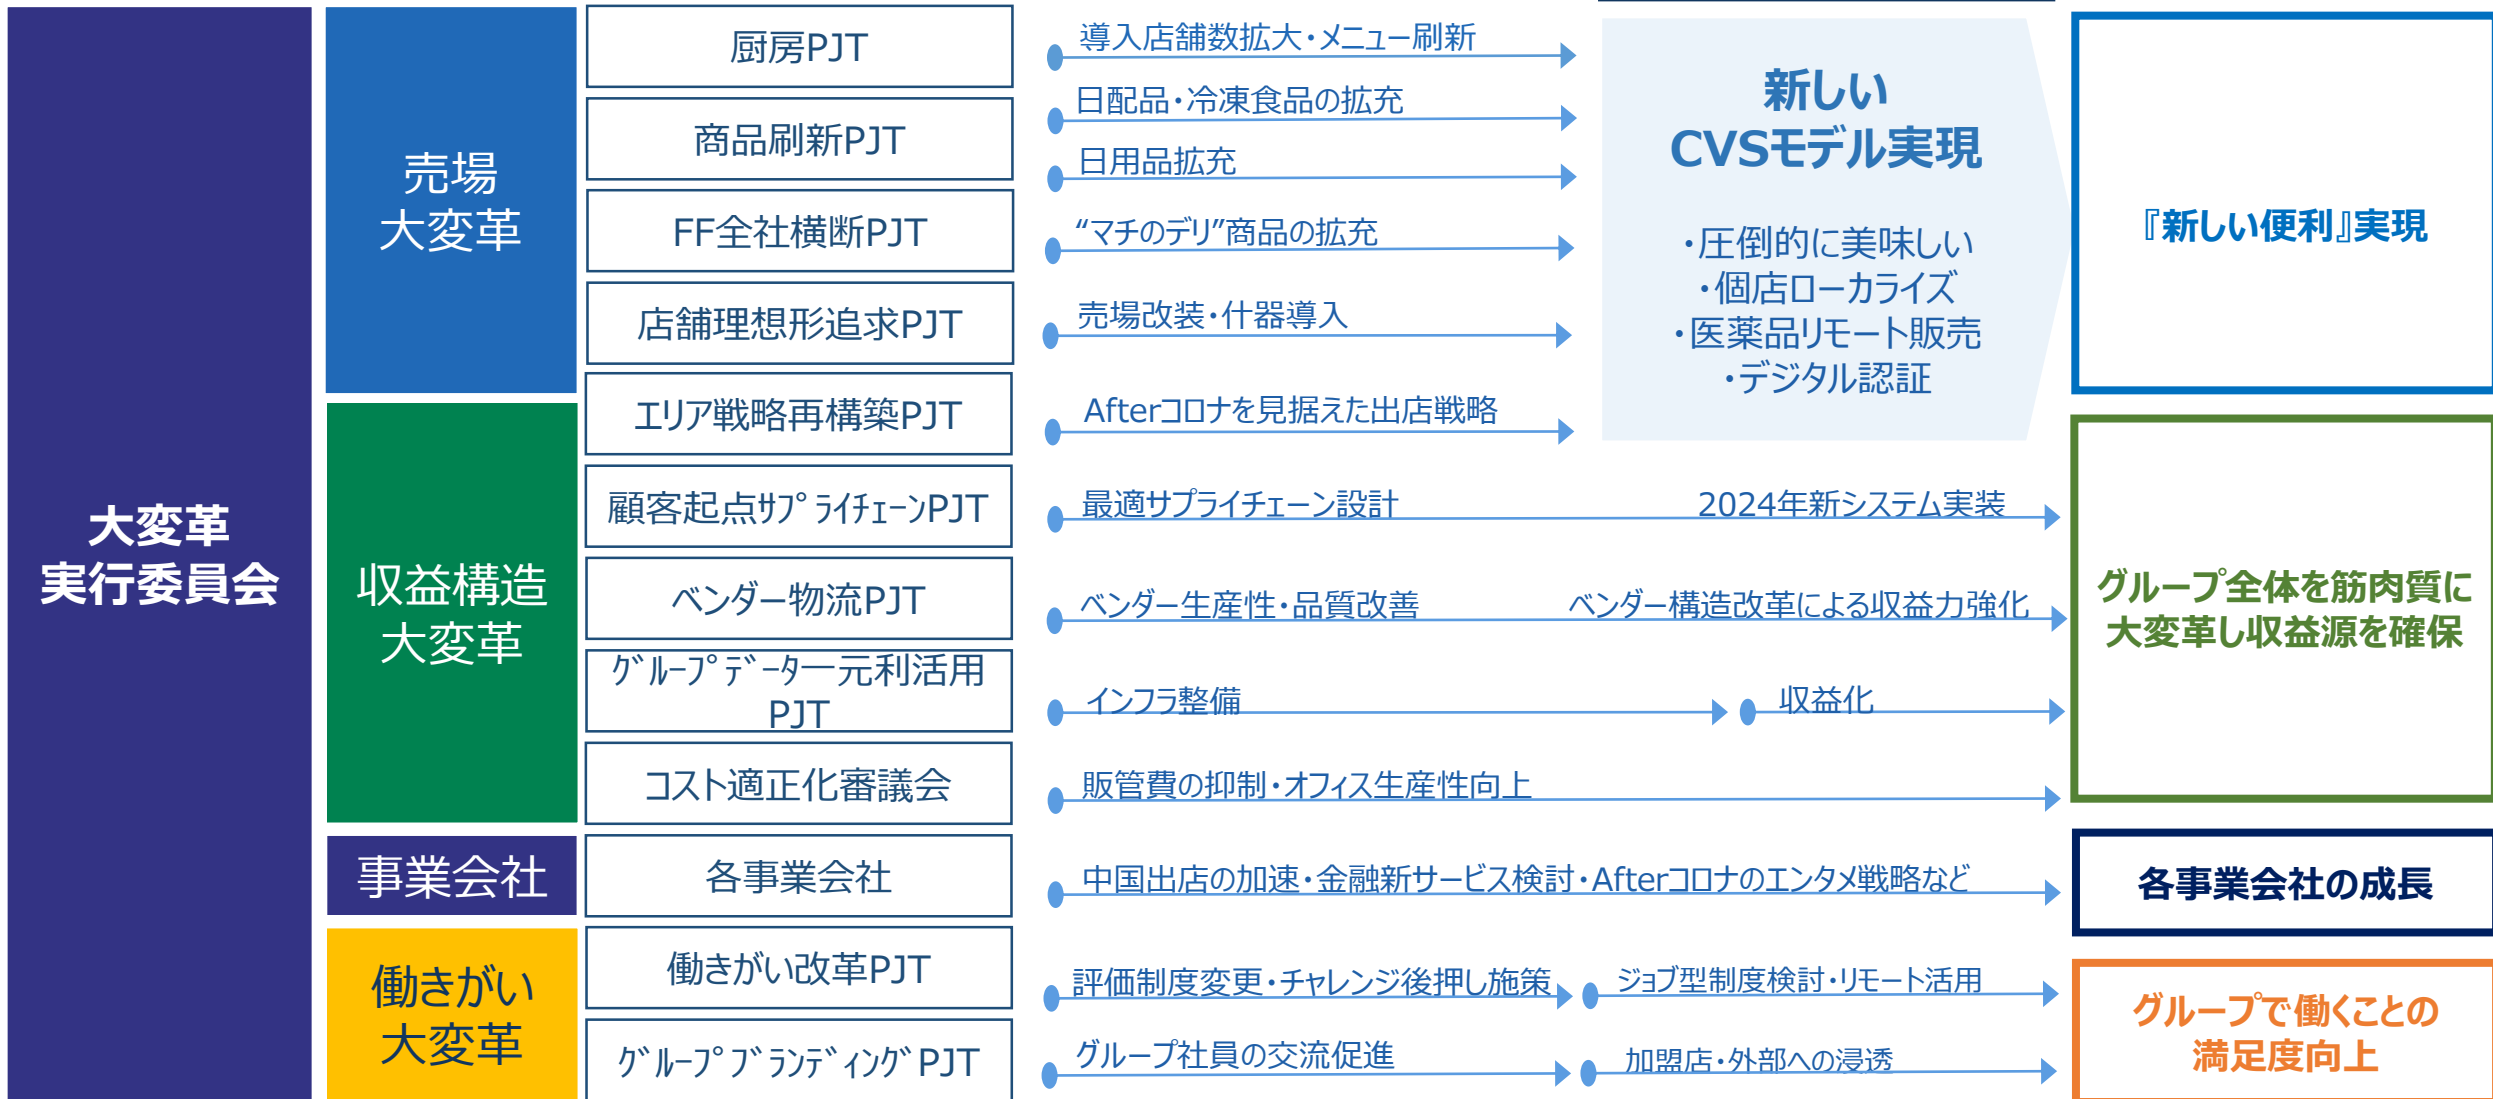 大変革
実行委員会
売場
大変革
厨房PJT
導入店舗数拡大・メニュー刷新
商品刷新PJT
日配品・冷凍食品の拡充
日用品拡充
FF全社横断PJT
“マチのデリ”商品の拡充
店舗理想形追求PJT
売場改装・什器導入
新しい
CVSモデル実現
・圧倒的に美味しい
・個店ローカライズ
・医薬品リモート販売
・デジタル認証
『新しい便利』実現
収益構造
大変革
エリア戦略再構築PJT
Afterコロナを見据えた出店戦略
顧客起点ｻﾌﾟﾗｲﾁｪｰﾝPJT
最適サプライチェーン設計
2024年新システム実装
ベンダー物流PJT
ベンダー生産性・品質改善
ベンダー構造改革による収益力強化
ｸﾞﾙｰﾌﾟﾃﾞｰﾀ一元利活用
PJT
インフラ整備
収益化
コスト適正化審議会
販管費の抑制・オフィス生産性向上
グループ全体を筋肉質に
大変革し収益源を確保
事業会社
各事業会社
中国出店の加速・金融新サービス検討・Afterコロナのエンタメ戦略など
各事業会社の成長
働きがい
大変革
働きがい改革PJT
評価制度変更・チャレンジ後押し施策
ジョブ型制度検討・リモート活用
ｸﾞﾙｰﾌﾟﾌﾞﾗﾝﾃﾞｨﾝｸﾞPJT
グループ社員の交流促進
加盟店・外部への浸透
グループで働くことの
満足度向上